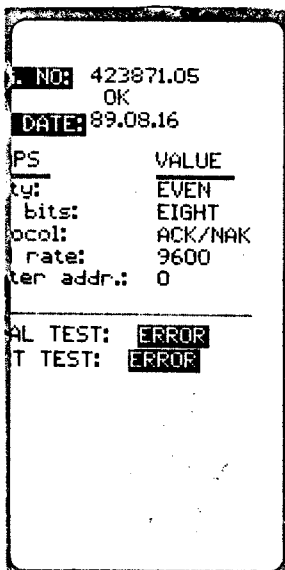 . NO: 423871.05
OK
DATE: 89.08.16
PS VALUE
ty: EVEN
bits: EIGHT
ocol: ACK/NAK
rate: 9600
ter addr.: 0
AL TEST: ERROR
T TEST: ERROR